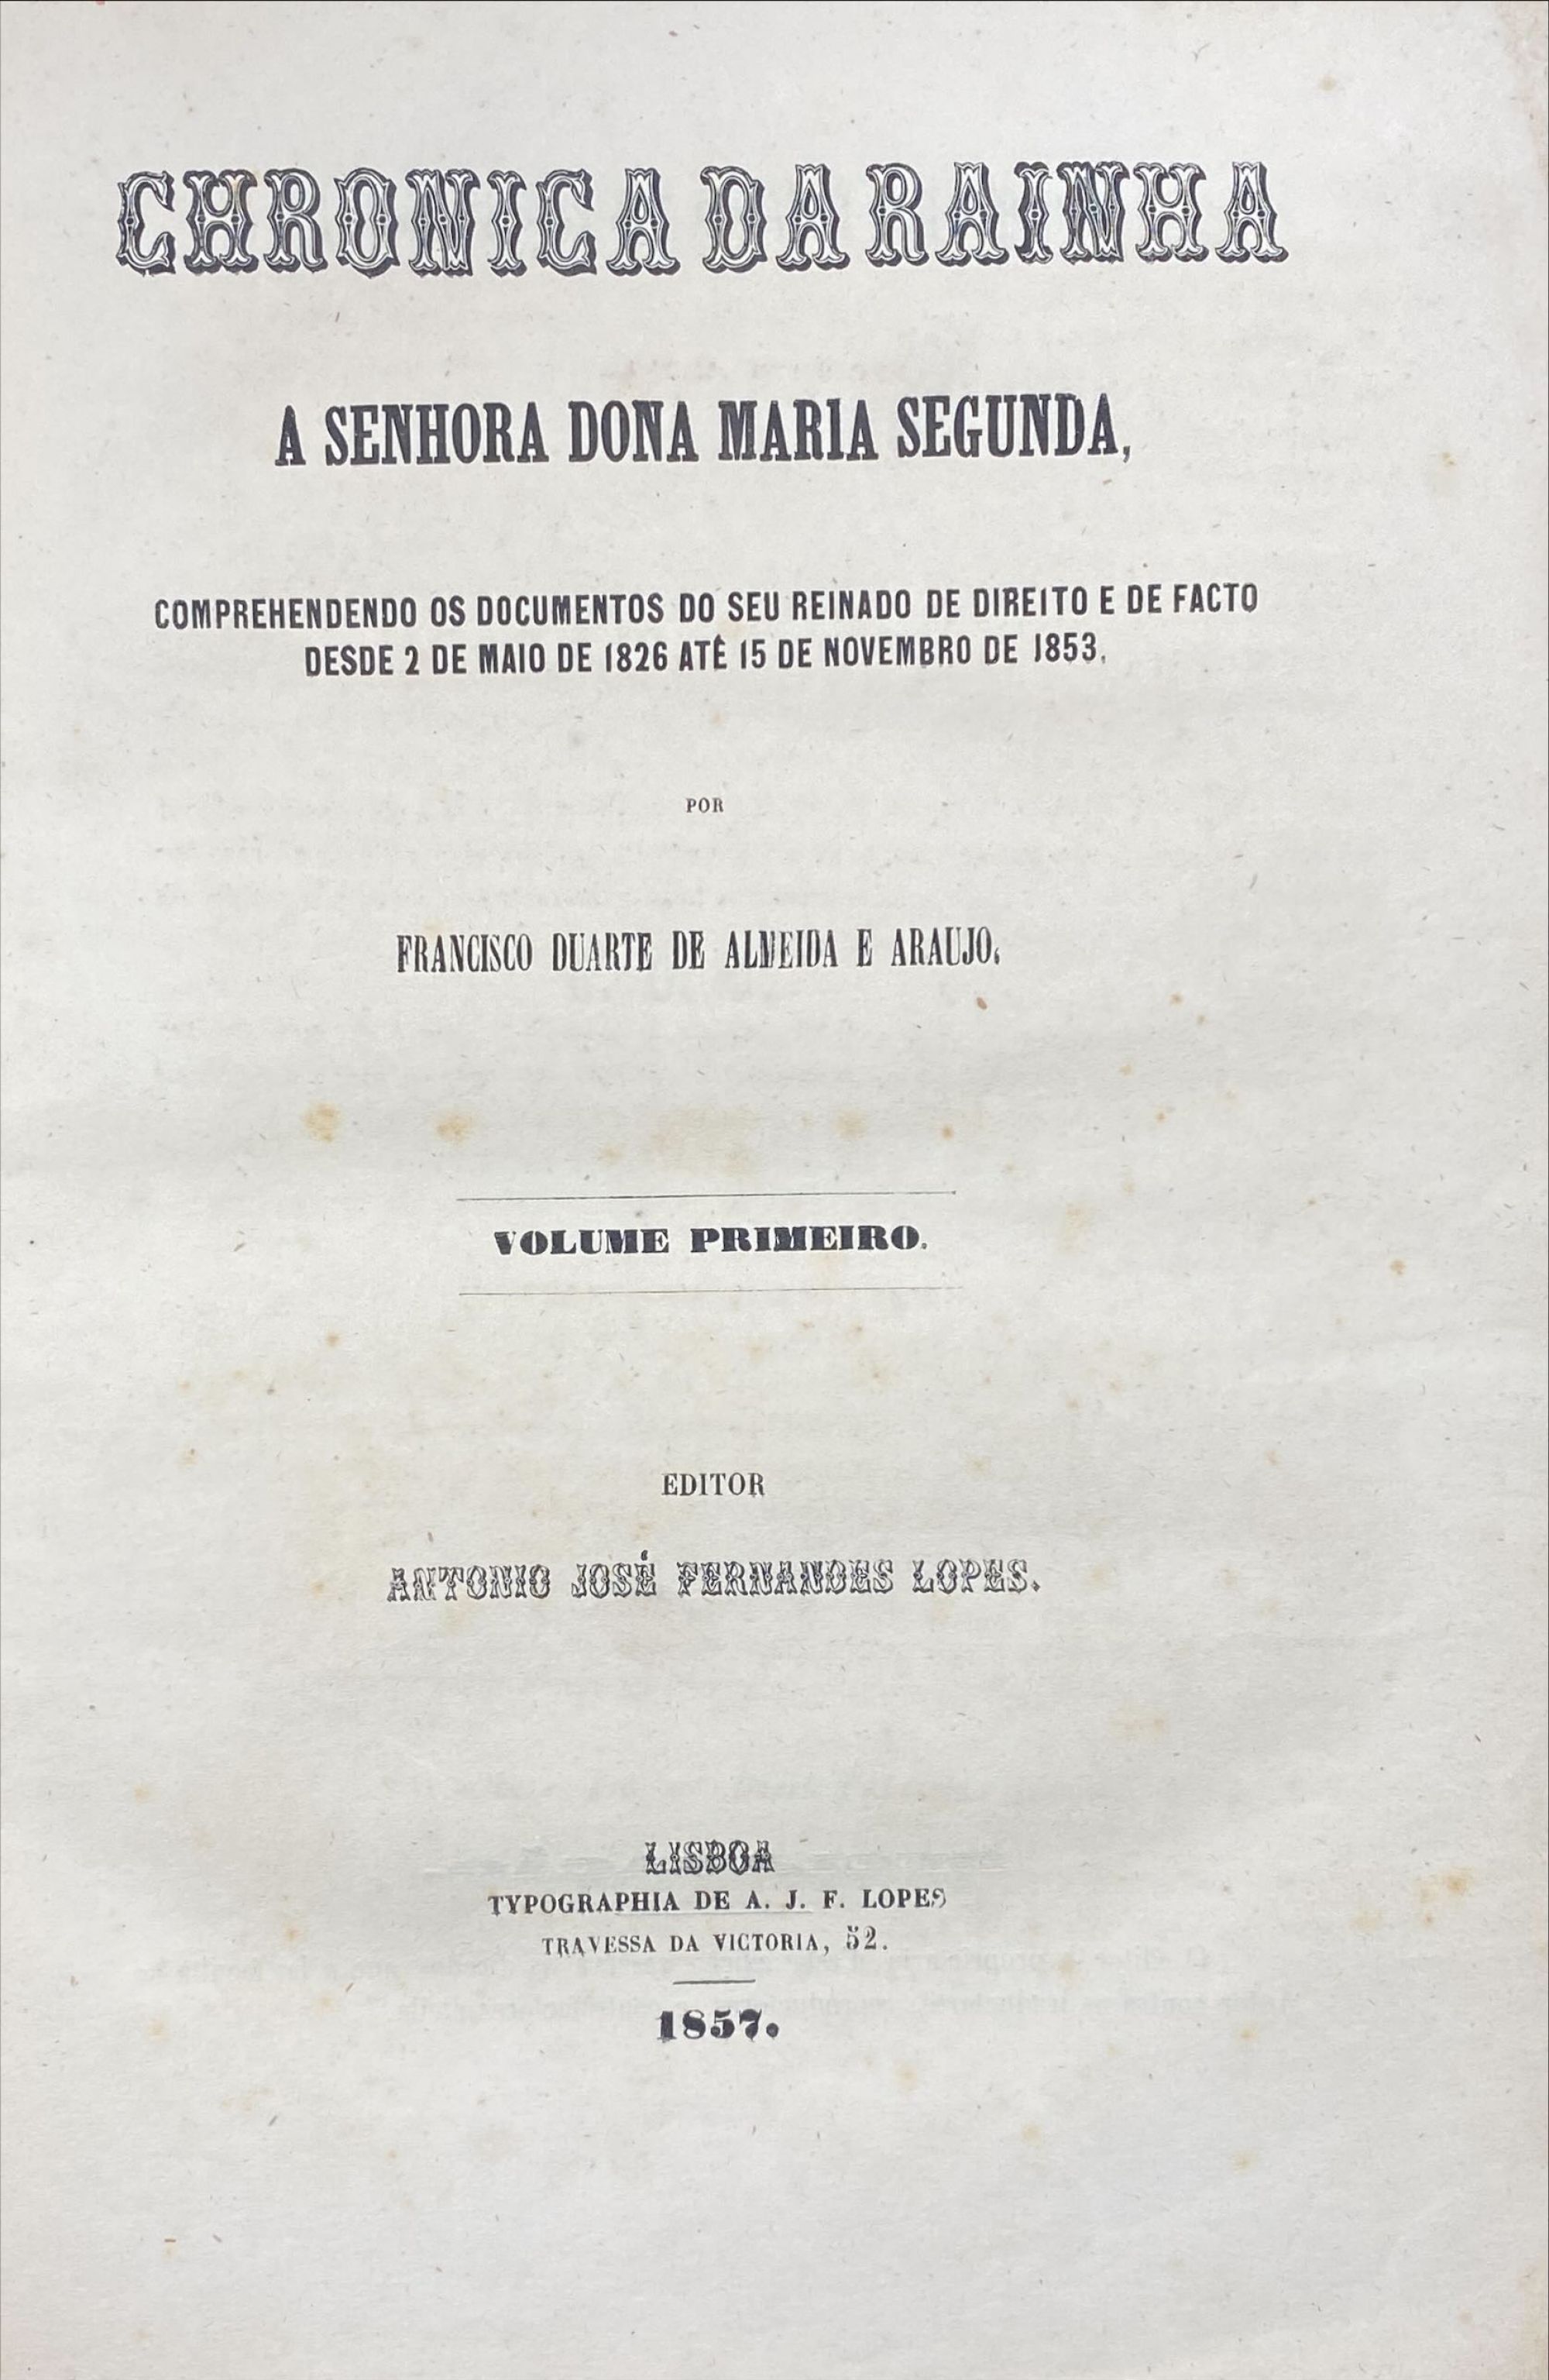 CHRONICA DA RAINHA
A SENHORA DONA MARIA SEGUNDA,
COMPREHENDENDO OS DOCUMENTOS DO SEU REINADO DE DIREITO E DE FACTO
DESDE 2 DE MAIO DE 1826 ATÉ 15 DE NOVEMBRO DE 1853.
POR
FRANCISCO DUARTE DE ALMEIDA E ARAUJO.
VOLUME PRIMEIRO.
EDITOR
ANTONIO JOSÉ FERNANDES LOPES.
LISBOA
TYPOGRAPHIA DE A. J. F. LOPES
TRAVESSA DA VICTORIA, 52.
1857.